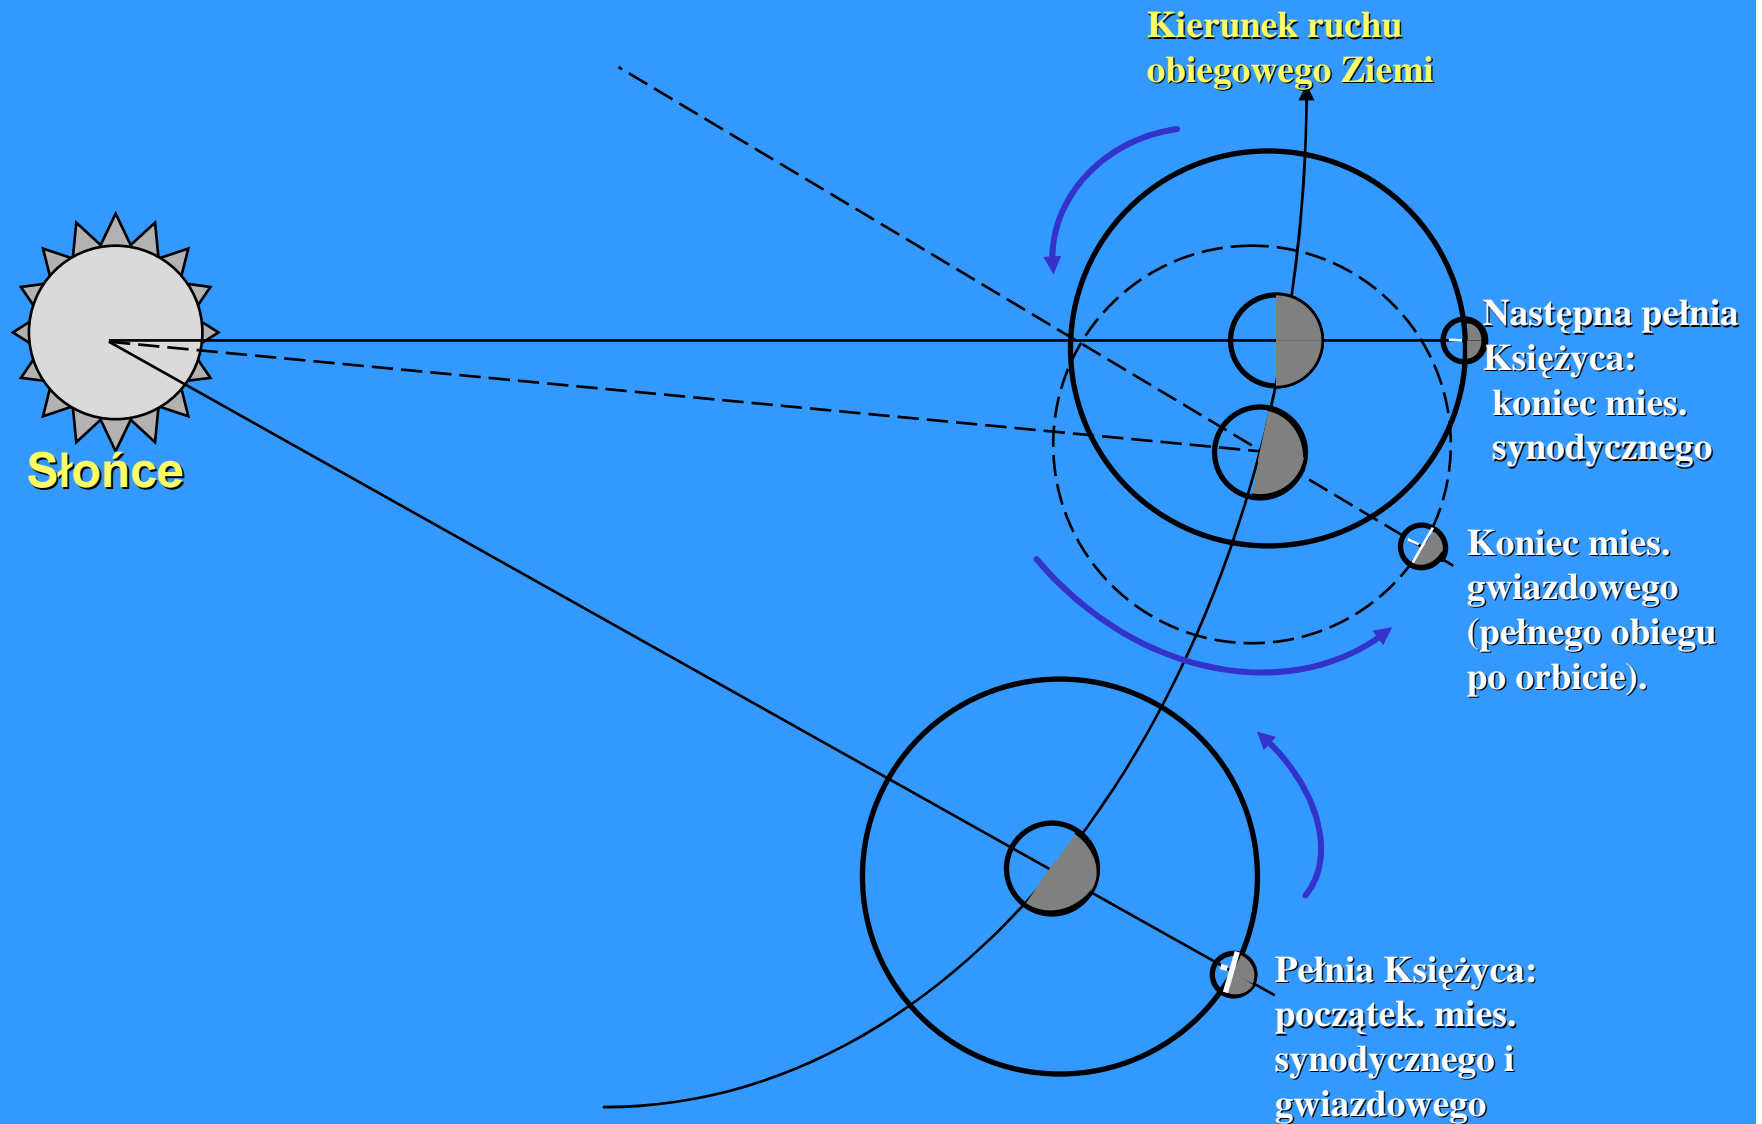 Kierunek ruchu
obiegowego Ziemi
Słońce
Następna pełnia
Księżyca:
koniec mies.
synodycznego
Koniec mies.
gwiazdowego
(pełnego obiegu
po orbicie).
Pełnia Księżyca:
początek. mies.
synodycznego i
gwiazdowego